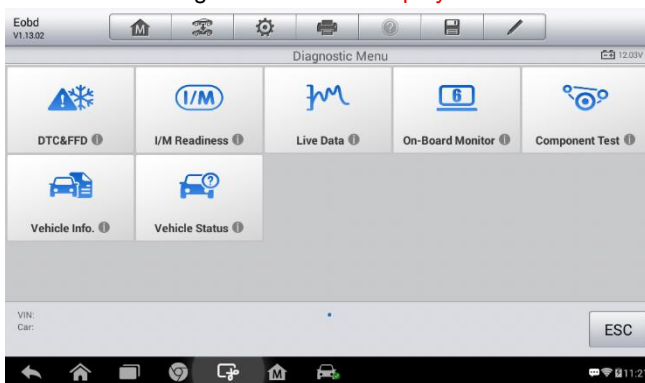 Eobd
V1.13.02
Diagnostic Menu
12.03V
DTC&FFD
I/M
I/M Readiness
Live Data
6
On-Board Monitor
Component Test
Vehicle Info.
Vehicle Status
VIN:
Car:
ESC